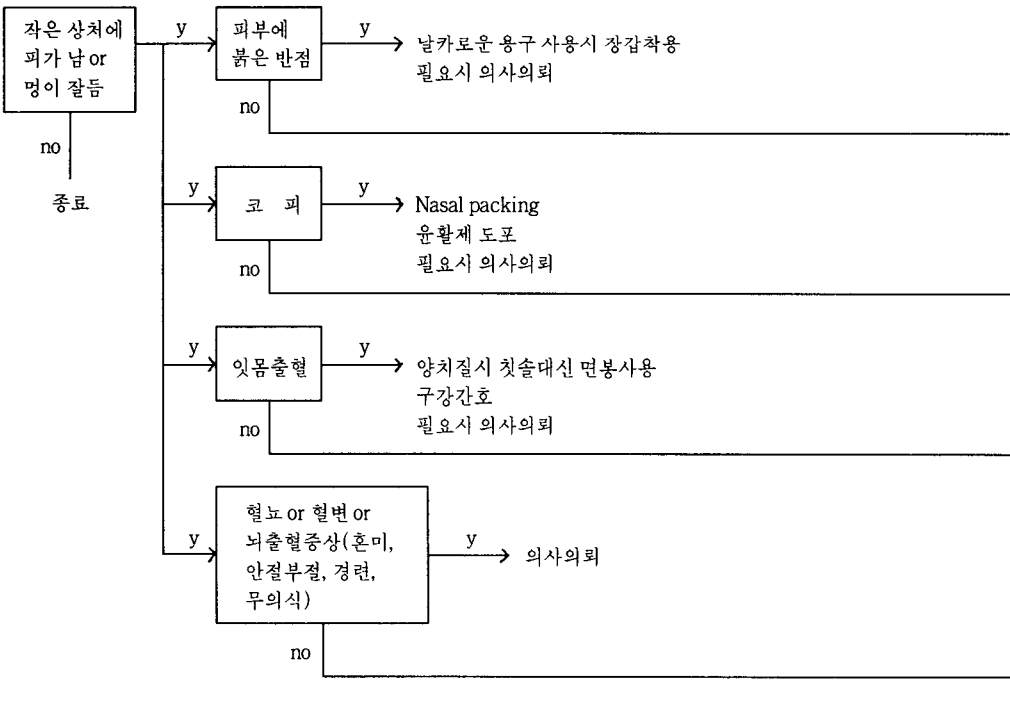 작은 상처에
피가 남 or
멍이 잘듬
y
no
종료
y
피부에
붉은 반점
y
날카로운 용구 사용시 장갑착용
필요시 의사의뢰
no
y
코 피
y
Nasal packing
윤활제 도포
필요시 의사의뢰
no
y
잇몸출혈
y
양치질시 칫솔대신 면봉사용
구강간호
필요시 의사의뢰
no
y
혈뇨 or 혈변 or
뇌출혈증상(혼미,
안절부절, 경련,
무의식)
y
의사의뢰
no